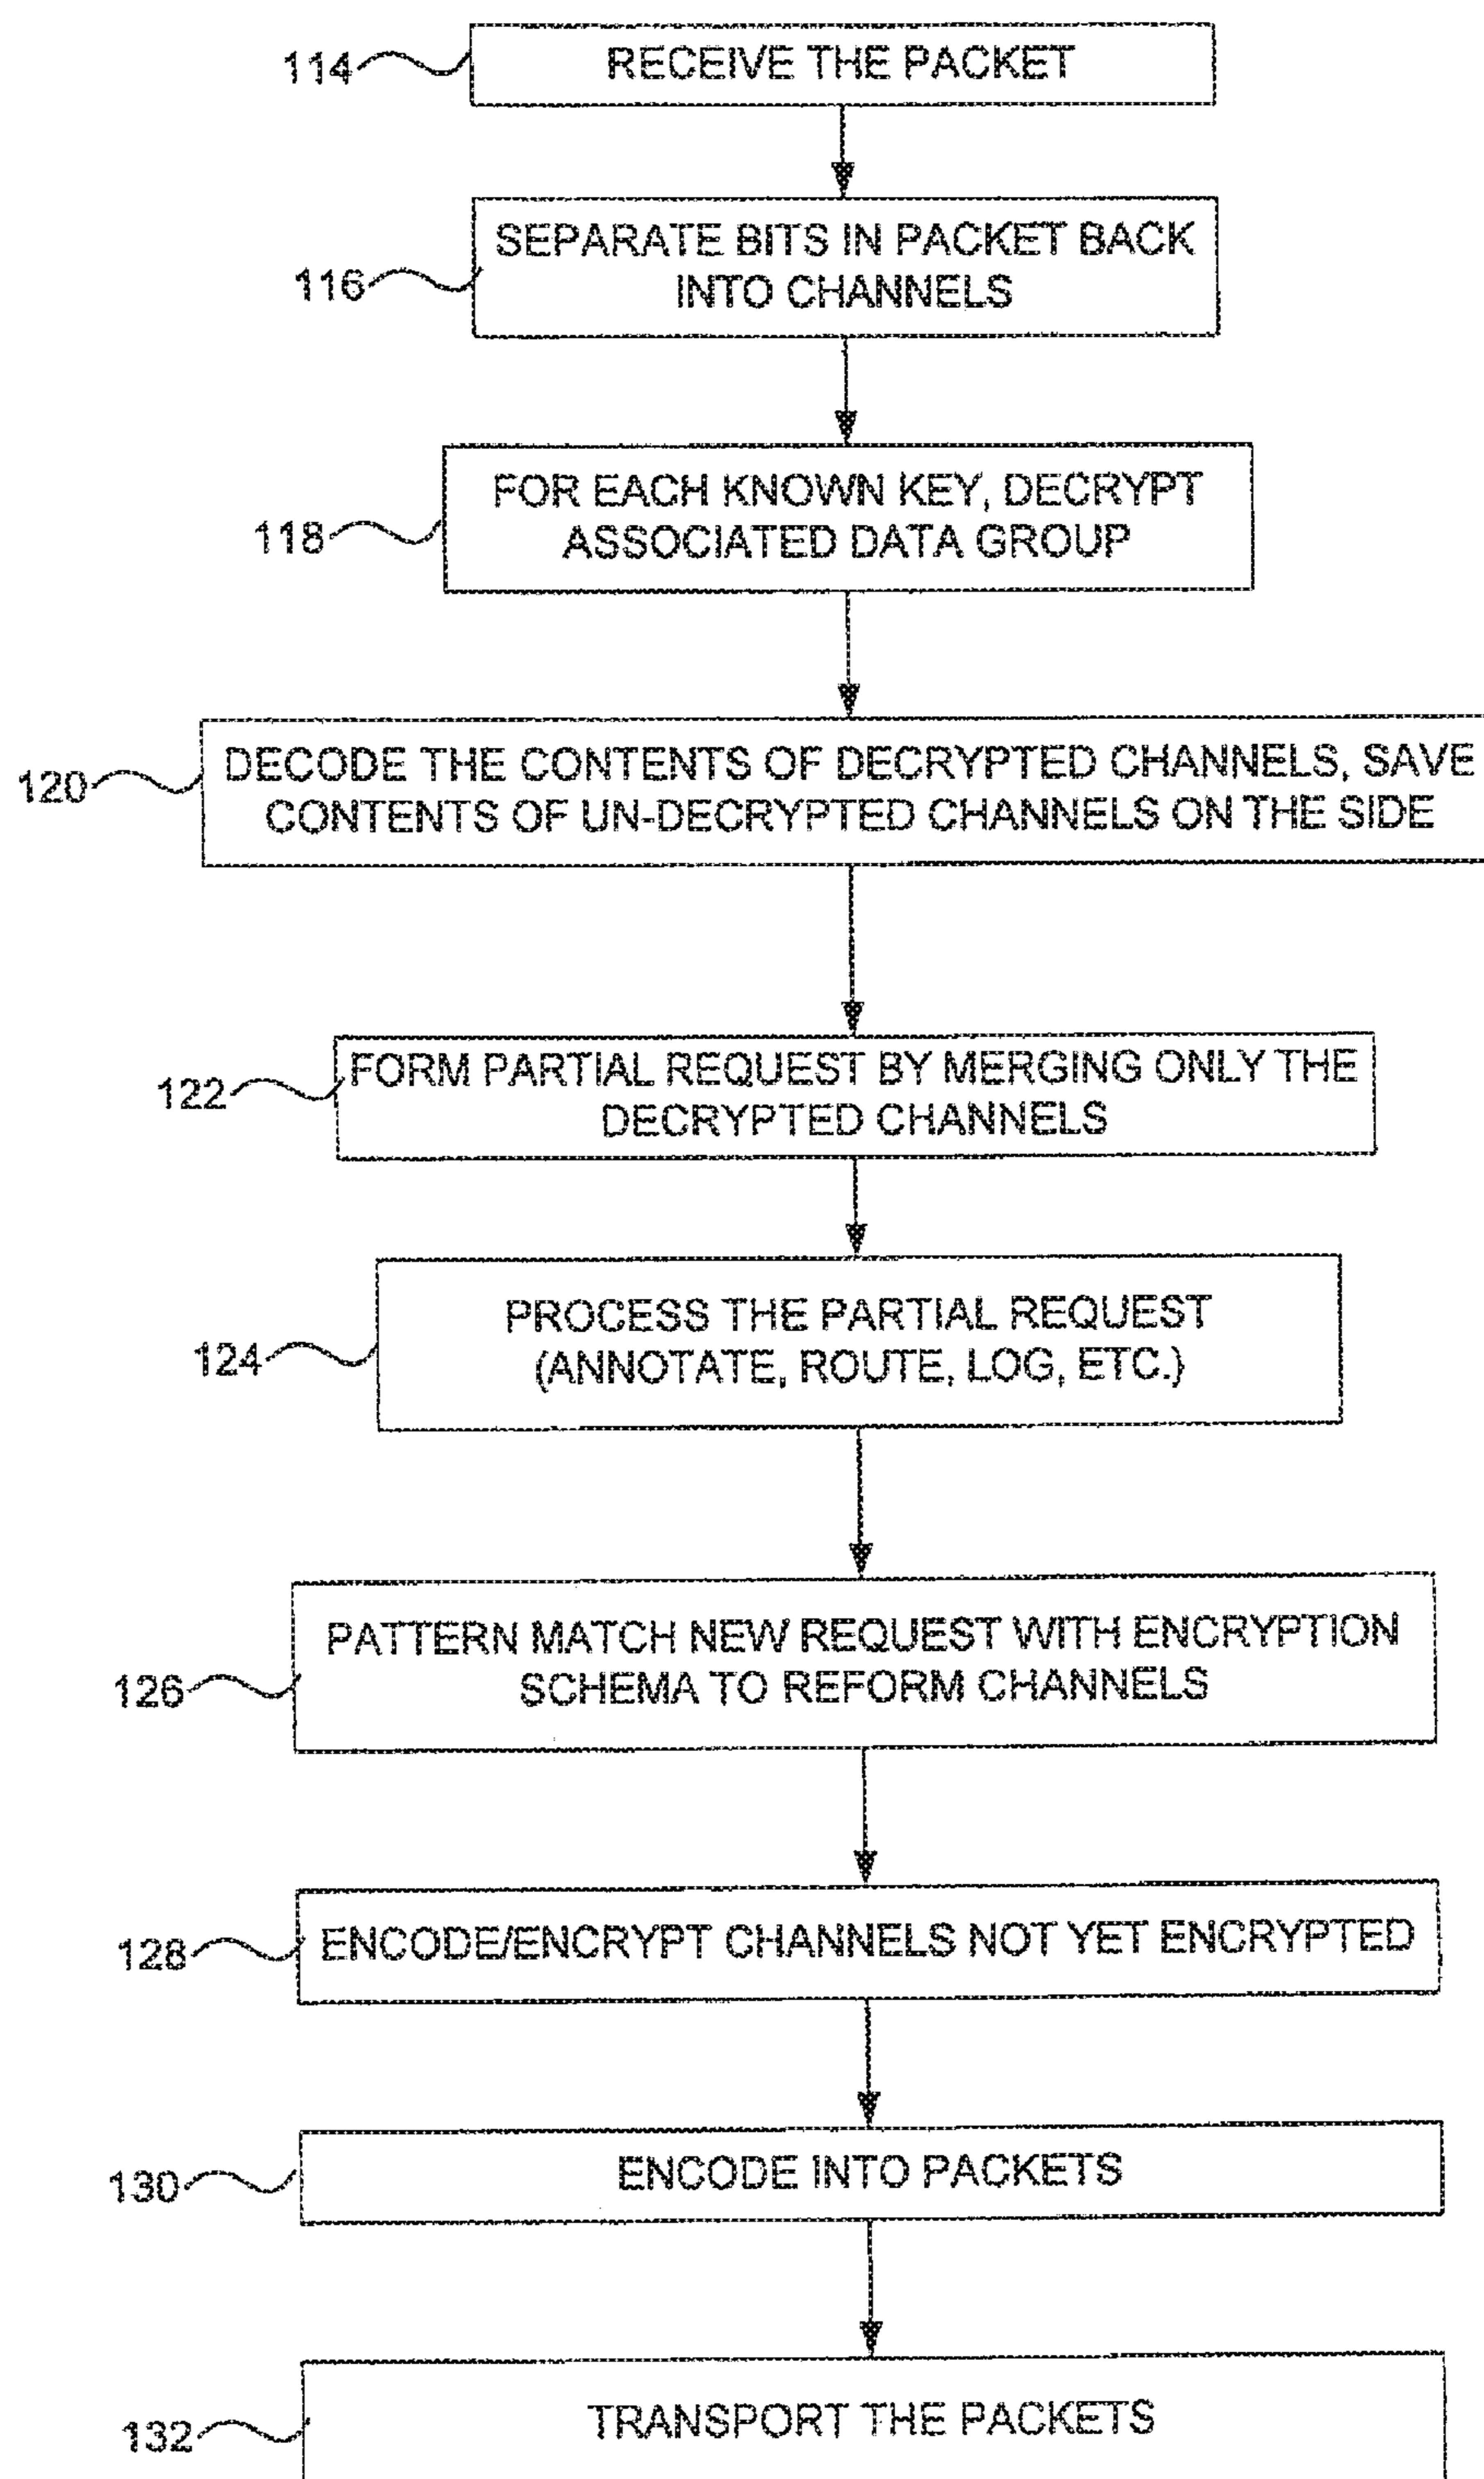 114
RECEIVE THE PACKET
116
SEPARATE BITS IN PACKET BACK
INTO CHANNELS
118
FOR EACH KNOWN KEY, DECRYPT
ASSOCIATED DATA GROUP
120
DECODE THE CONTENTS OF DECRYPTED CHANNELS, SAVE
CONTENTS OF UN-DECRYPTED CHANNELS ON THE SIDE
122
FORM PARTIAL REQUEST BY MERGING ONLY THE
DECRYPTED CHANNELS
124
PROCESS THE PARTIAL REQUEST
(ANNOTATE, ROUTE, LOG, ETC.)
126
PATTERN MATCH NEW REQUEST WITH ENCRYPTION
SCHEMA TO REFORM CHANNELS
128
ENCODE/ENCRYPT CHANNELS NOT YET ENCRYPTED
130
ENCODE INTO PACKETS
132
TRANSPORT THE PACKETS